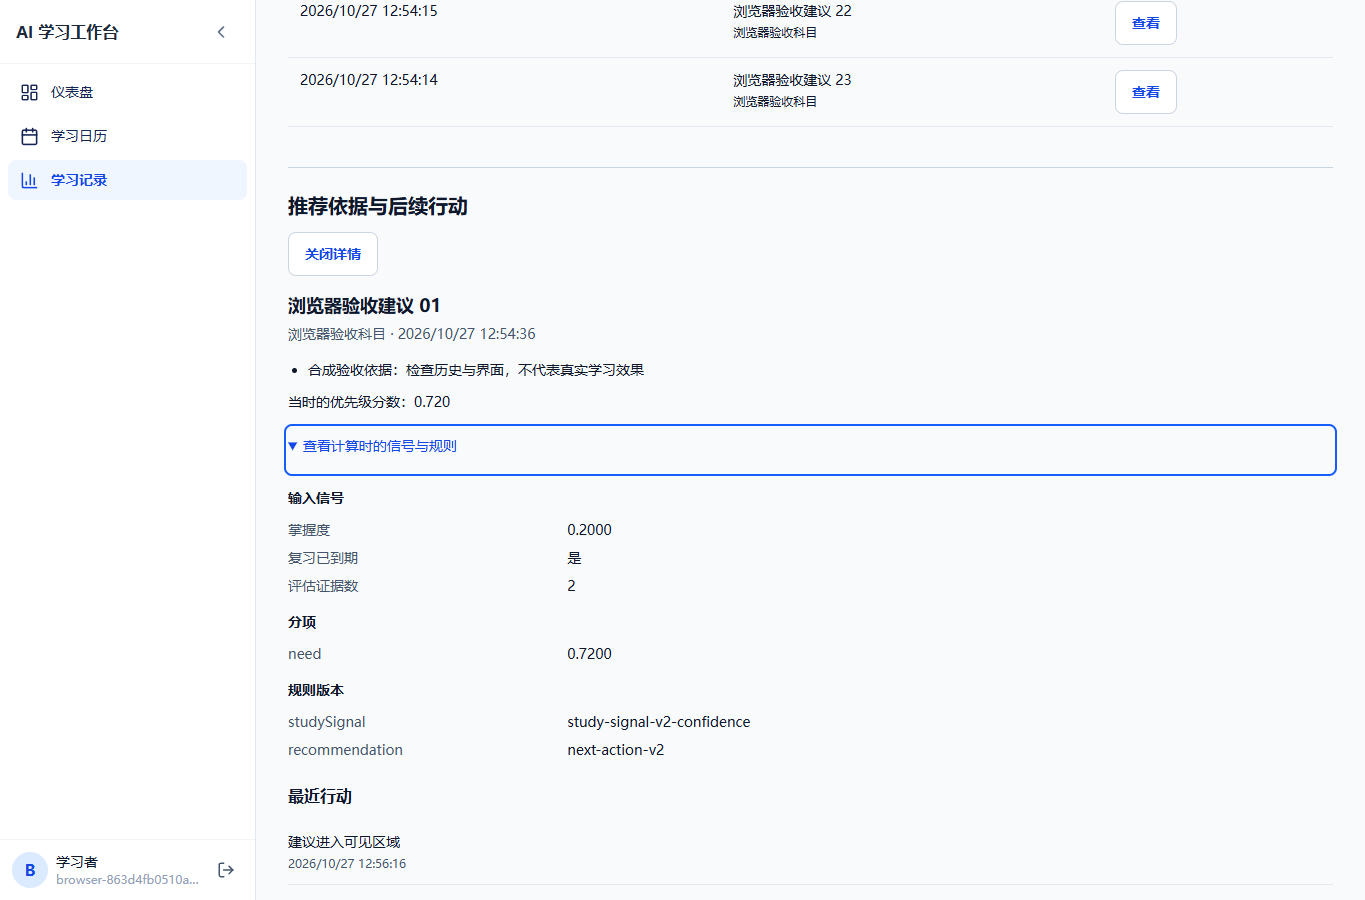 AI 学习工作台
仪表盘
学习日历
学习记录
B
学习者
browser-863d4fb0510a...
2026/10/27 12:54:15
浏览器验收建议 22
浏览器验收科目
查看
2026/10/27 12:54:14
浏览器验收建议 23
浏览器验收科目
查看
推荐依据与后续行动
关闭详情
浏览器验收建议 01
浏览器验收科目 · 2026/10/27 12:54:36
• 合成验收依据：检查历史与界面，不代表真实学习效果
当时的优先级分数：0.720
▼ 查看计算时的信号与规则
输入信号
掌握度 0.2000
复习已到期 是
评估证据数 2
分项
need 0.7200
规则版本
studySignal study-signal-v2-confidence
recommendation next-action-v2
最近行动
建议进入可见区域
2026/10/27 12:56:16